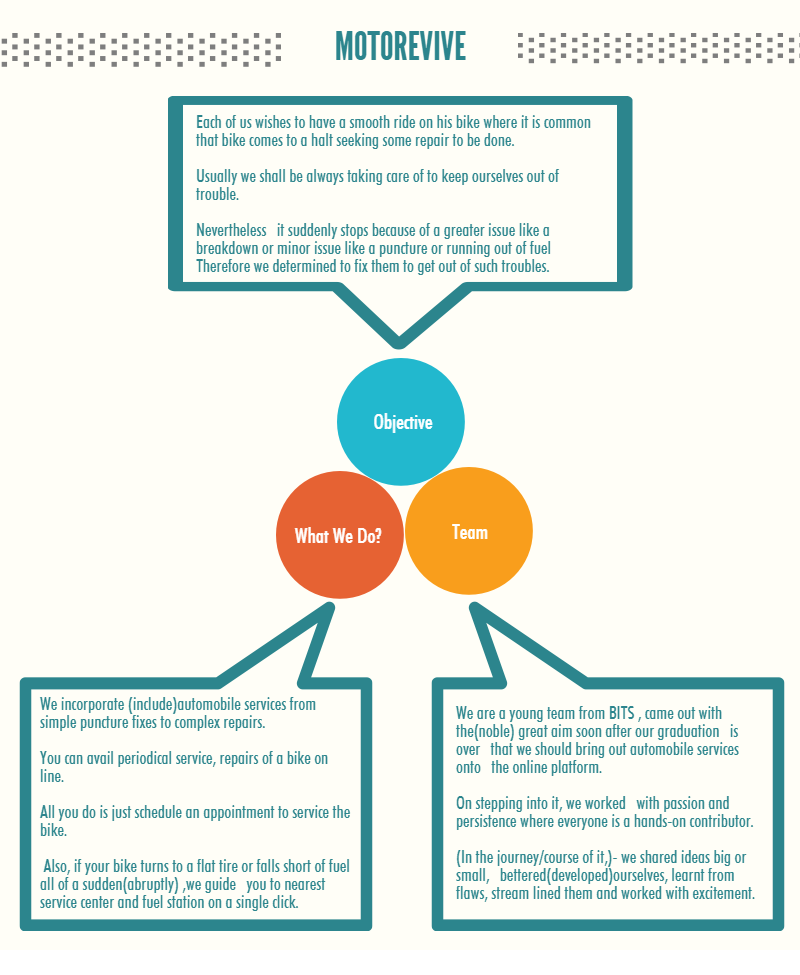 MOTOREVIVE
Each of us wishes to have a smooth ride on his bike where it is common
that bike comes to a halt seeking some repair to be done.
Usually we shall be always taking care of to keep ourselves out of
trouble.
Nevertheless it suddenly stops because of a greater issue like a
breakdown or minor issue like a puncture or running out of fuel
Therefore we determined to fix them to get out of such troubles.
Objective
What We Do?
Team
We incorporate (include)automobile services from
simple puncture fixes to complex repairs.
You can avail periodical service, repairs of a bike on
line.
All you do is just schedule an appointment to service the
bike.
Also, if your bike turns to a flat tire or falls short of fuel
all of a sudden(abruptly) ,we guide you to nearest
service center and fuel station on a single click.
We are a young team from BITS , came out with
the(noble) great aim soon after our graduation is
over that we should bring out automobile services
onto the online platform.
On stepping into it, we worked with passion and
persistence where everyone is a hands-on contributor.
(In the journey/course of it,)- we shared ideas big or
small, bettered(developed)ourselves, learnt from
flaws, stream lined them and worked with excitement.